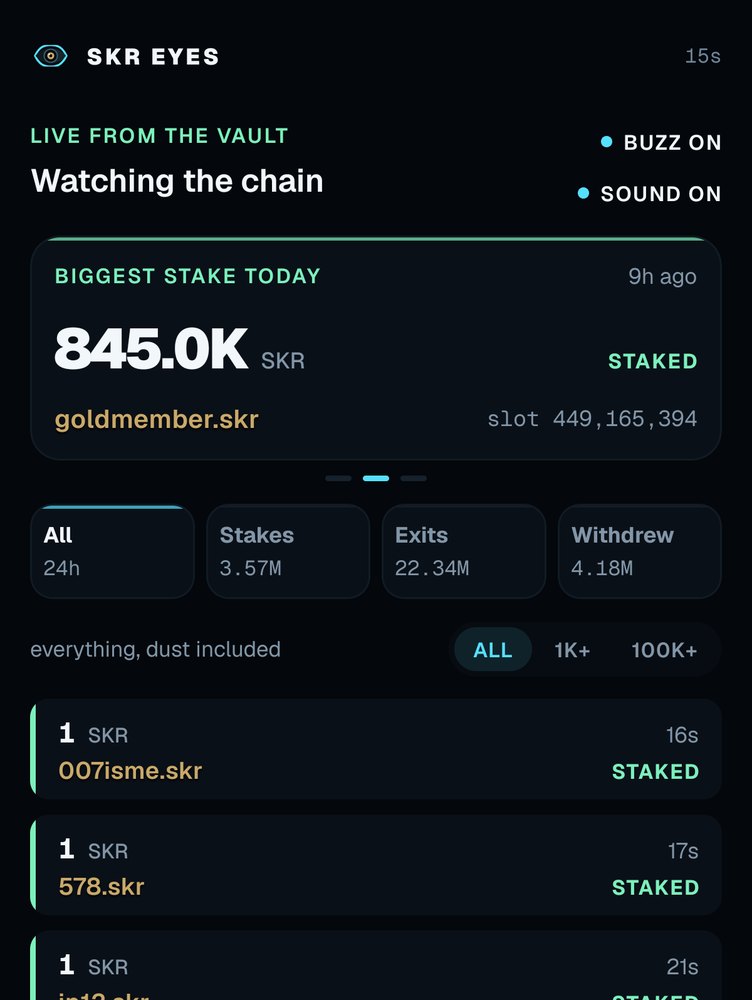 SKR EYES 15s
LIVE FROM THE VAULT
Watching the chain
BUZZ ON
SOUND ON
BIGGEST STAKE TODAY 9h ago
845.0K SKR STAKED
goldmember.skr slot 449,165,394
All Stakes Exits Withdrew
24h 3.57M 22.34M 4.18M
everything, dust included ALL 1K+ 100K+
1 SKR 16s
007isme.skr STAKED
1 SKR 17s
578.skr STAKED
1 SKR 21s
STAKED